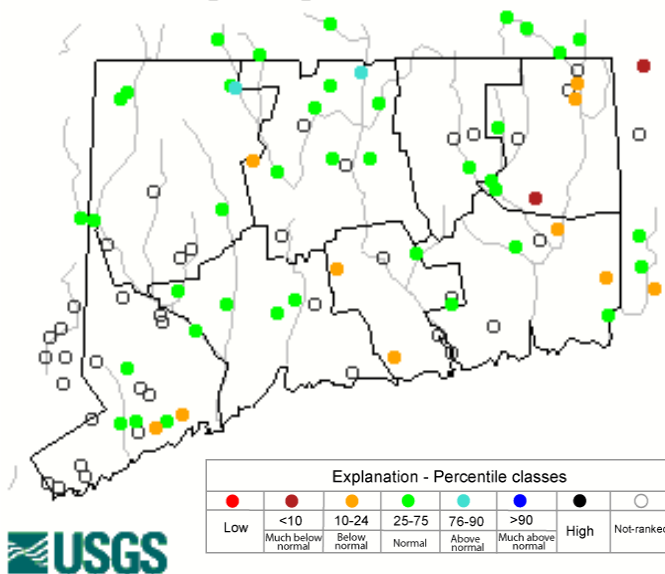 Explanation - Percentile classes
Low <10 10-24 25-75 76-90 >90 High Not-ranked
Much below normal Below normal Normal Above normal Much above normal
USGS